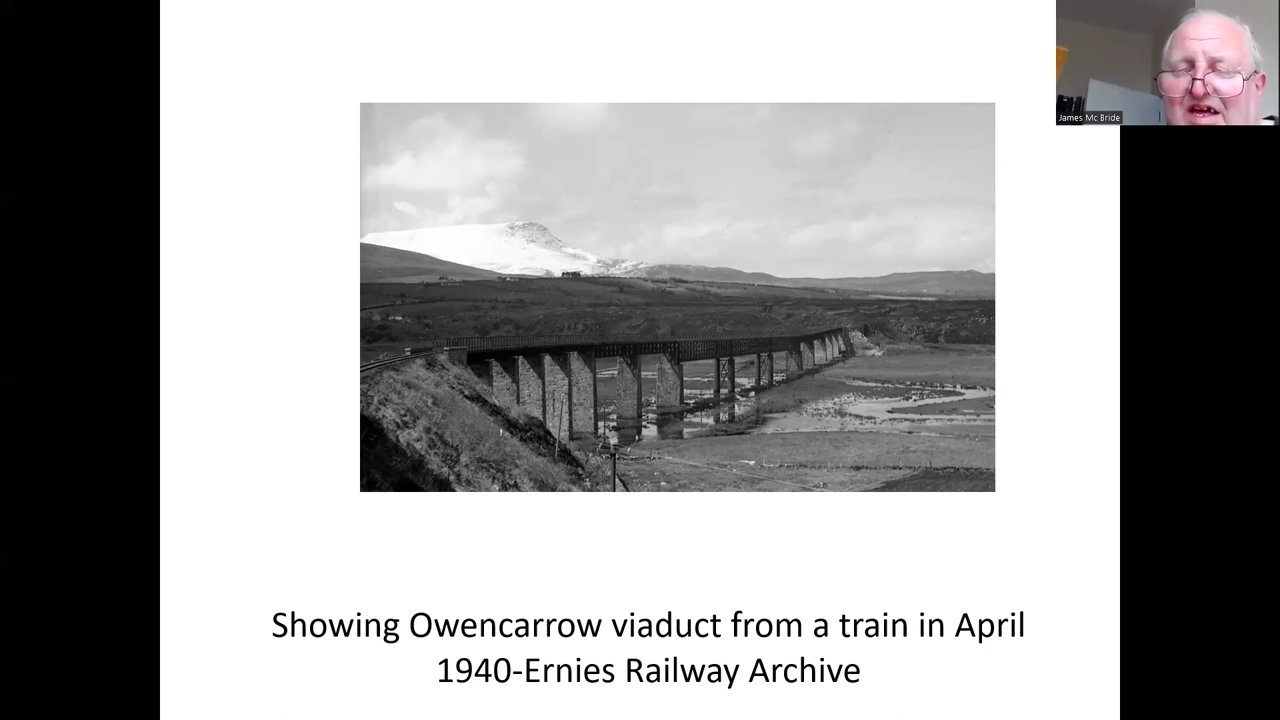 James Mc Bride
Showing Owencarrow viaduct from a train in April
1940-Ernies Railway Archive